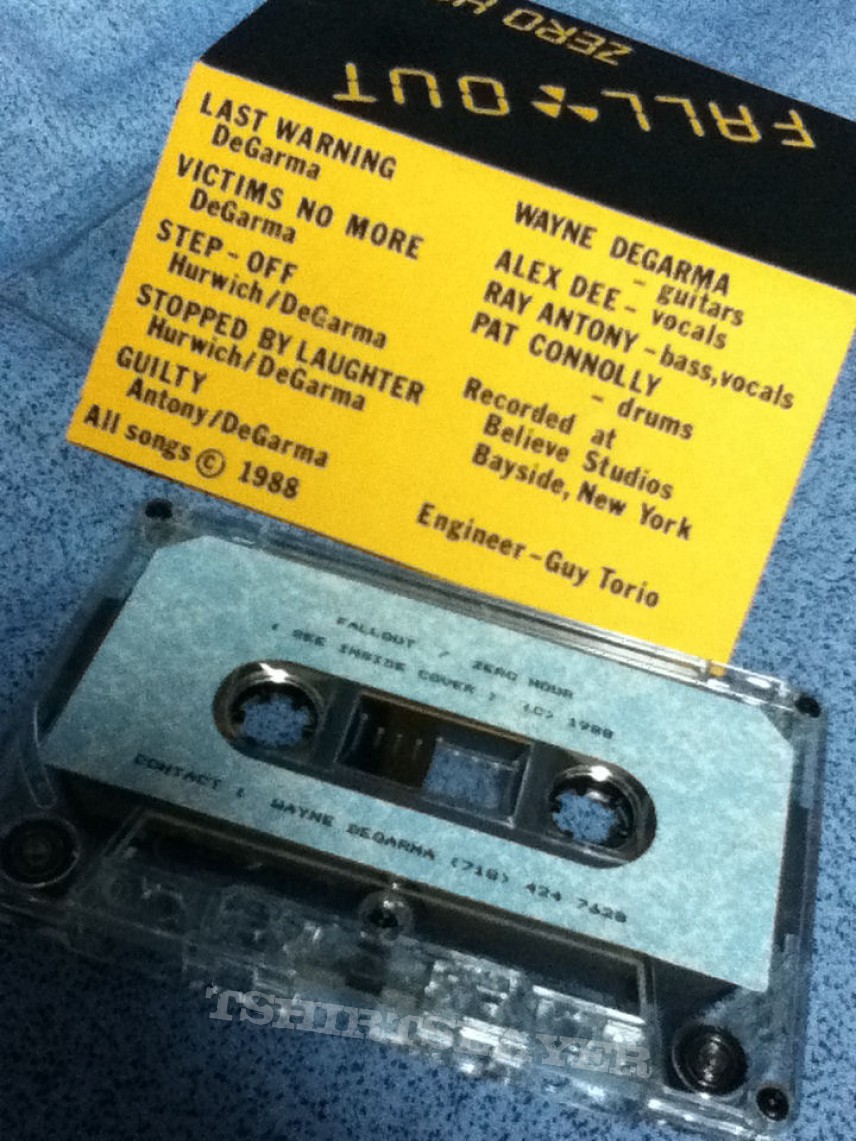 ZERO HO
FALL OUT
LAST WARNING
DeGarma
VICTIMS NO MORE
DeGarma
STEP-OFF
Hurwich/DeGarma
STOPPED BY LAUGHTER
Hurwich/DeGarma
GUILTY
Antony/DeGarma
All songs © 1988
WAYNE DEGARMA
- guitars
ALEX DEE - vocals
RAY ANTONY - bass, vocals
PAT CONNOLLY
- drums
Recorded at
Believe Studios
Bayside, New York
Engineer - Guy Torio
FALLOUT / ZERO HOUR
( SEE INSIDE COVER ) (C) 1988
CONTACT : WAYNE DEGARMA (718) 424 7628
TSHIRTSLAYER